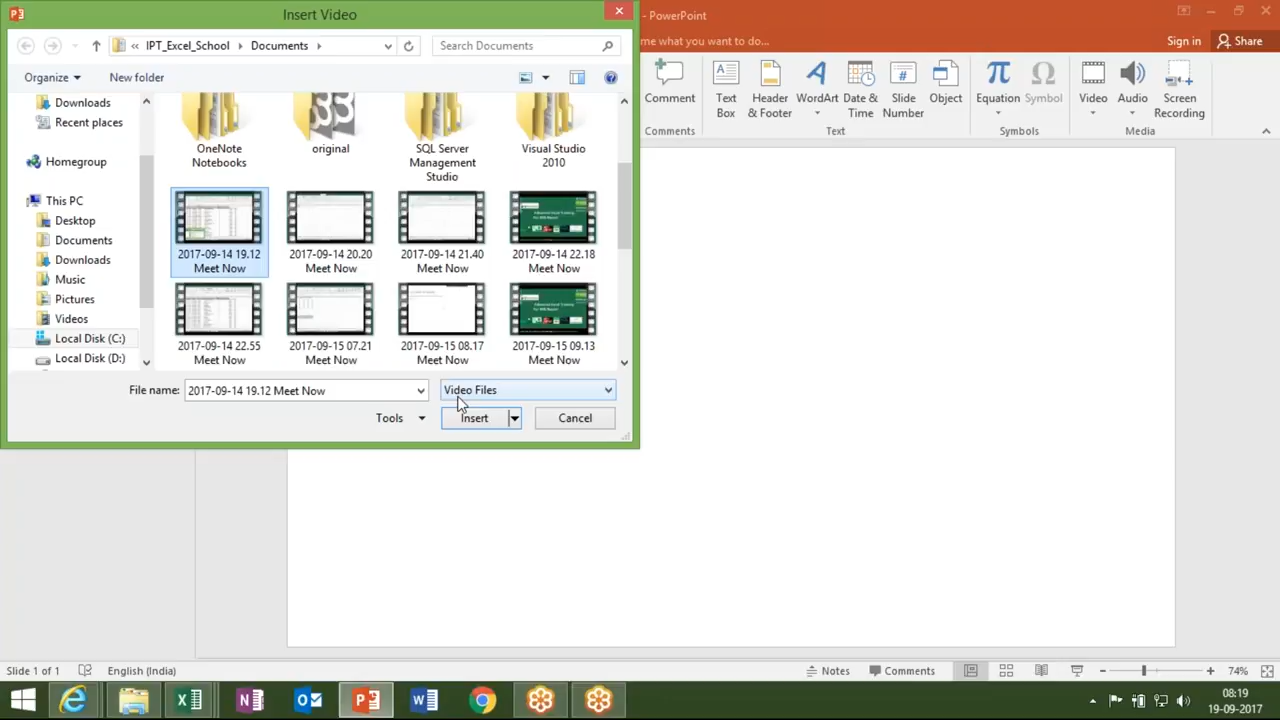 Insert Video
- PowerPoint
IPT_Excel_School
Documents
Search Documents
me what you want to do...
Sign in
Share
Organize
New folder
Downloads
Recent places
Homegroup
This PC
Desktop
Documents
Downloads
Music
Pictures
Videos
Local Disk (C:)
Local Disk (D:)
OneNote
Notebooks
original
SQL Server
Management
Studio
Visual Studio
2010
2017-09-14 19.12
Meet Now
2017-09-14 20.20
Meet Now
2017-09-14 21.40
Meet Now
2017-09-14 22.18
Meet Now
2017-09-14 22.55
Meet Now
2017-09-15 07.21
Meet Now
2017-09-15 08.17
Meet Now
2017-09-15 09.13
Meet Now
File name:
2017-09-14 19.12 Meet Now
Video Files
Tools
Insert
Cancel
Comment
Text
Box
Header
& Footer
WordArt
Date &
Time
Slide
Number
Object
Equation
Symbol
Video
Audio
Screen
Recording
Comments
Text
Symbols
Media
Slide 1 of 1
English (India)
Notes
Comments
74%
08:19
19-09-2017